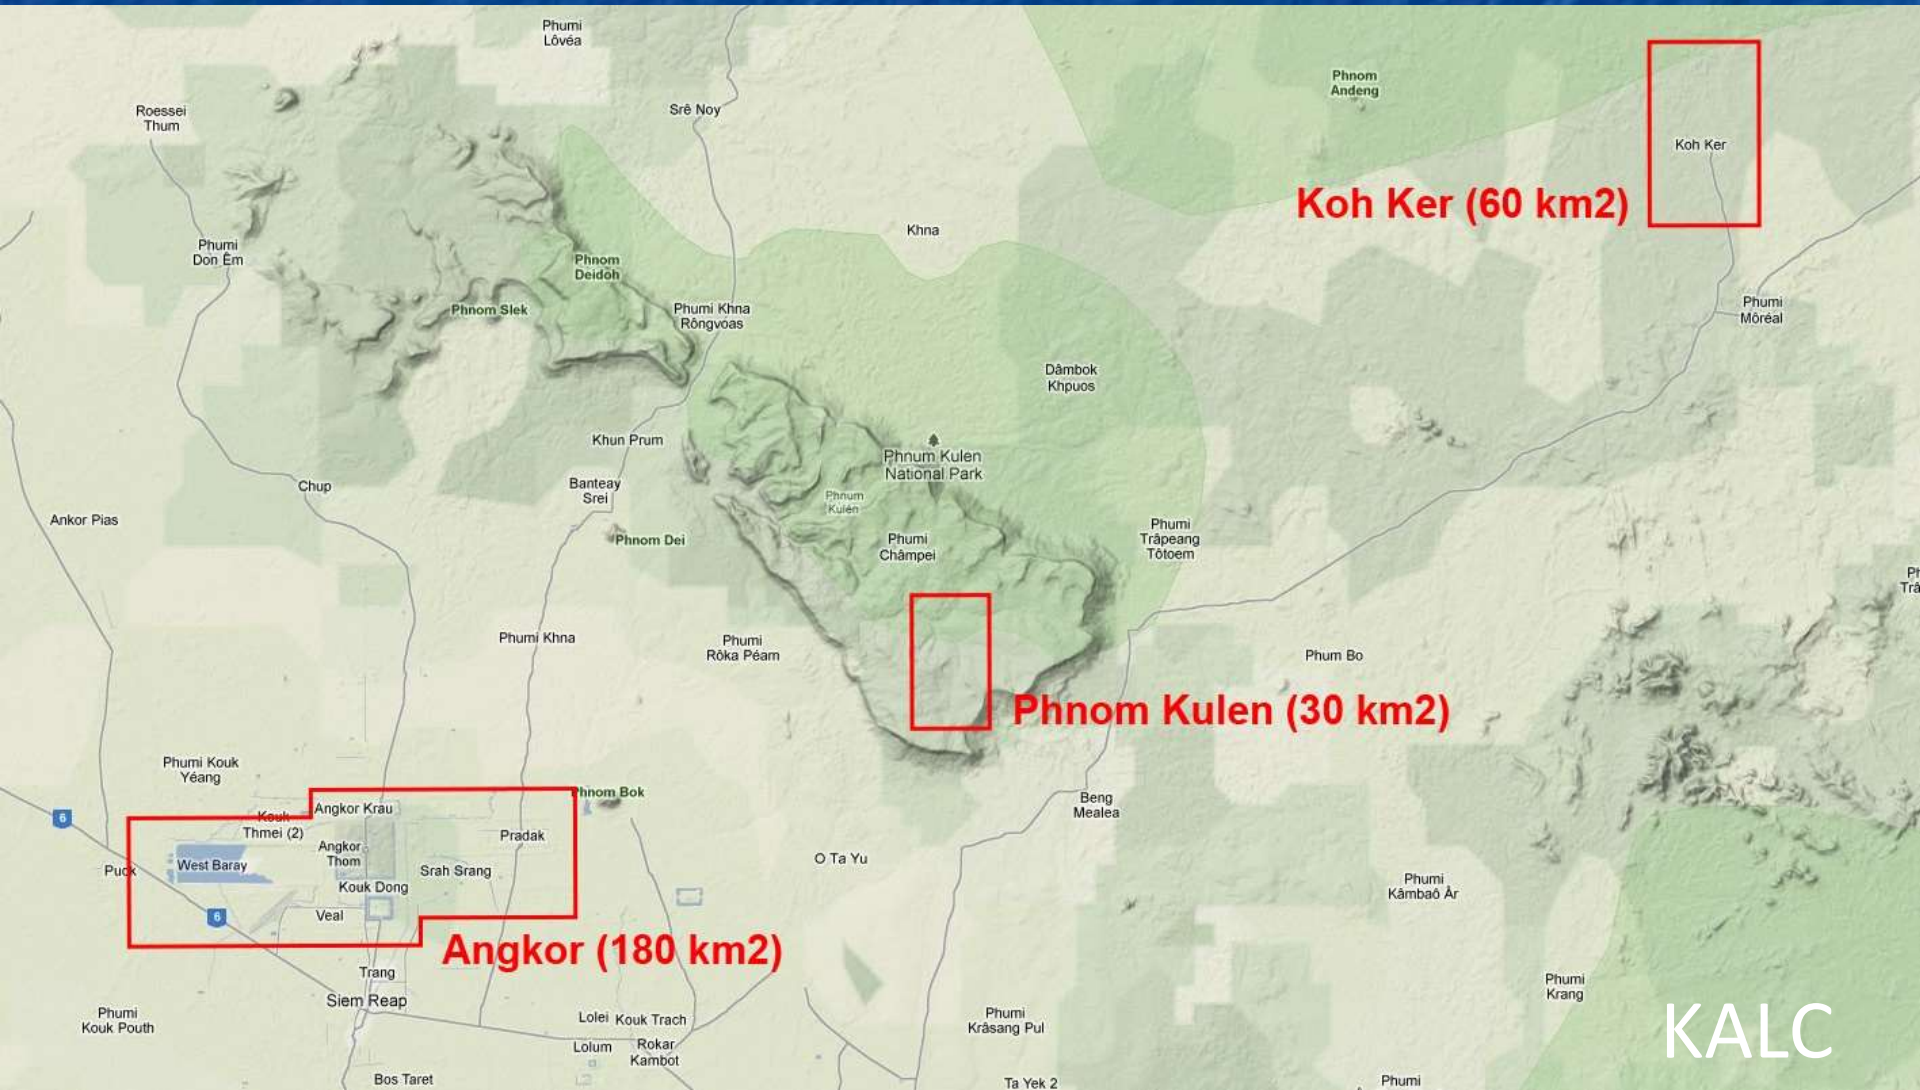 Phumi
Lôvéa
Phnom
Andeng
Roessei
Thum
Srê Noy
Koh Ker
Koh Ker (60 km2)
Khna
Phumi
Don Êm
Phnom
Deidoh
Phnom Slek
Phumi Khna
Rôngvoas
Phumi
Môréal
Dâmbok
Khpuos
Khun Prum
Phnum Kulen
National Park
Chup
Banteay
Srei
Phnum
Kulén
Ankor Pias
Phnom Dei
Phumi
Châmpei
Phumi
Trâpeang
Tôtoem
Phumi Khna
Phumi
Rôka Péam
Phum Bo
Phnom Kulen (30 km2)
Phumi Kouk
Yéang
Phnom Bok
Beng
Mealea
6
Angkor Krau
Kouk
Thmei (2)
Pradak
Angkor
Thom
West Baray
Puok
Srah Srang
O Ta Yu
Kouk Dong
Phumi
Kâmbaô Âr
6
Veal
Angkor (180 km2)
Trang
Siem Reap
Phumi
Krang
Phumi
Kouk Pouth
Lolei
Kouk Trach
Phumi
Krâsang Pul
KALC
Lolum
Rokar
Kambot
Bos Taret
Ta Yek 2
Phumi